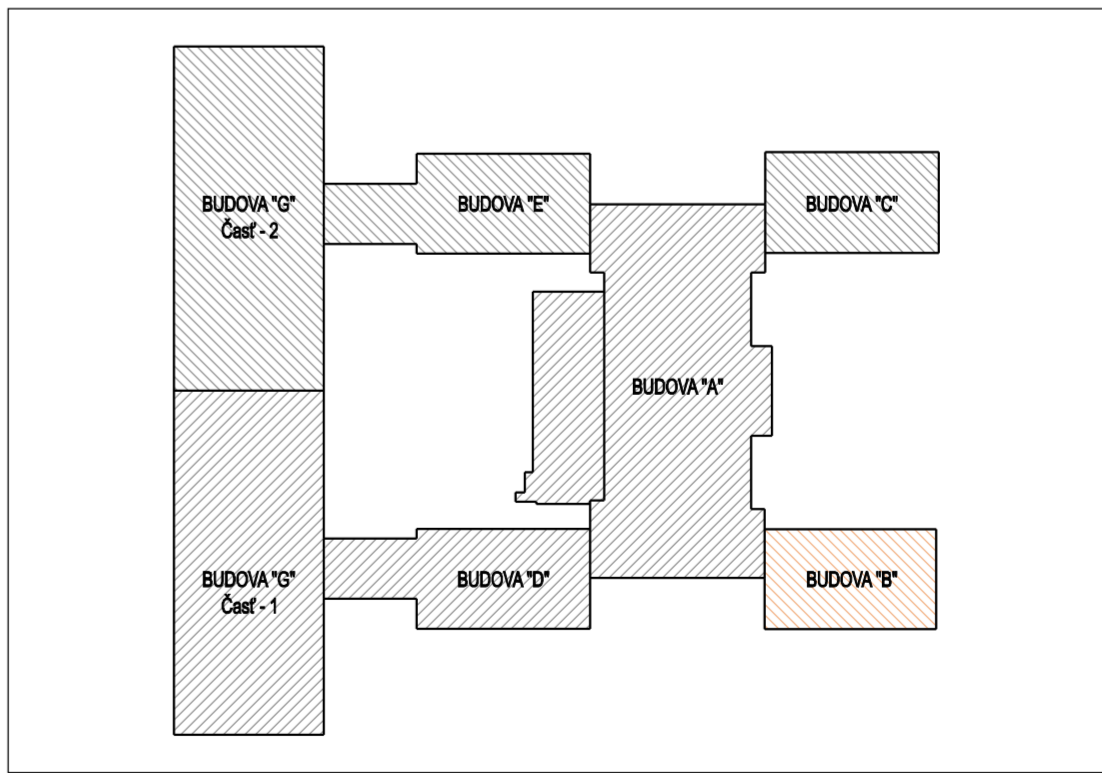 BUDOVA "G"
Časť - 2
BUDOVA "E"
BUDOVA "C"
BUDOVA "A"
BUDOVA "G"
Časť - 1
BUDOVA "D"
BUDOVA "B"